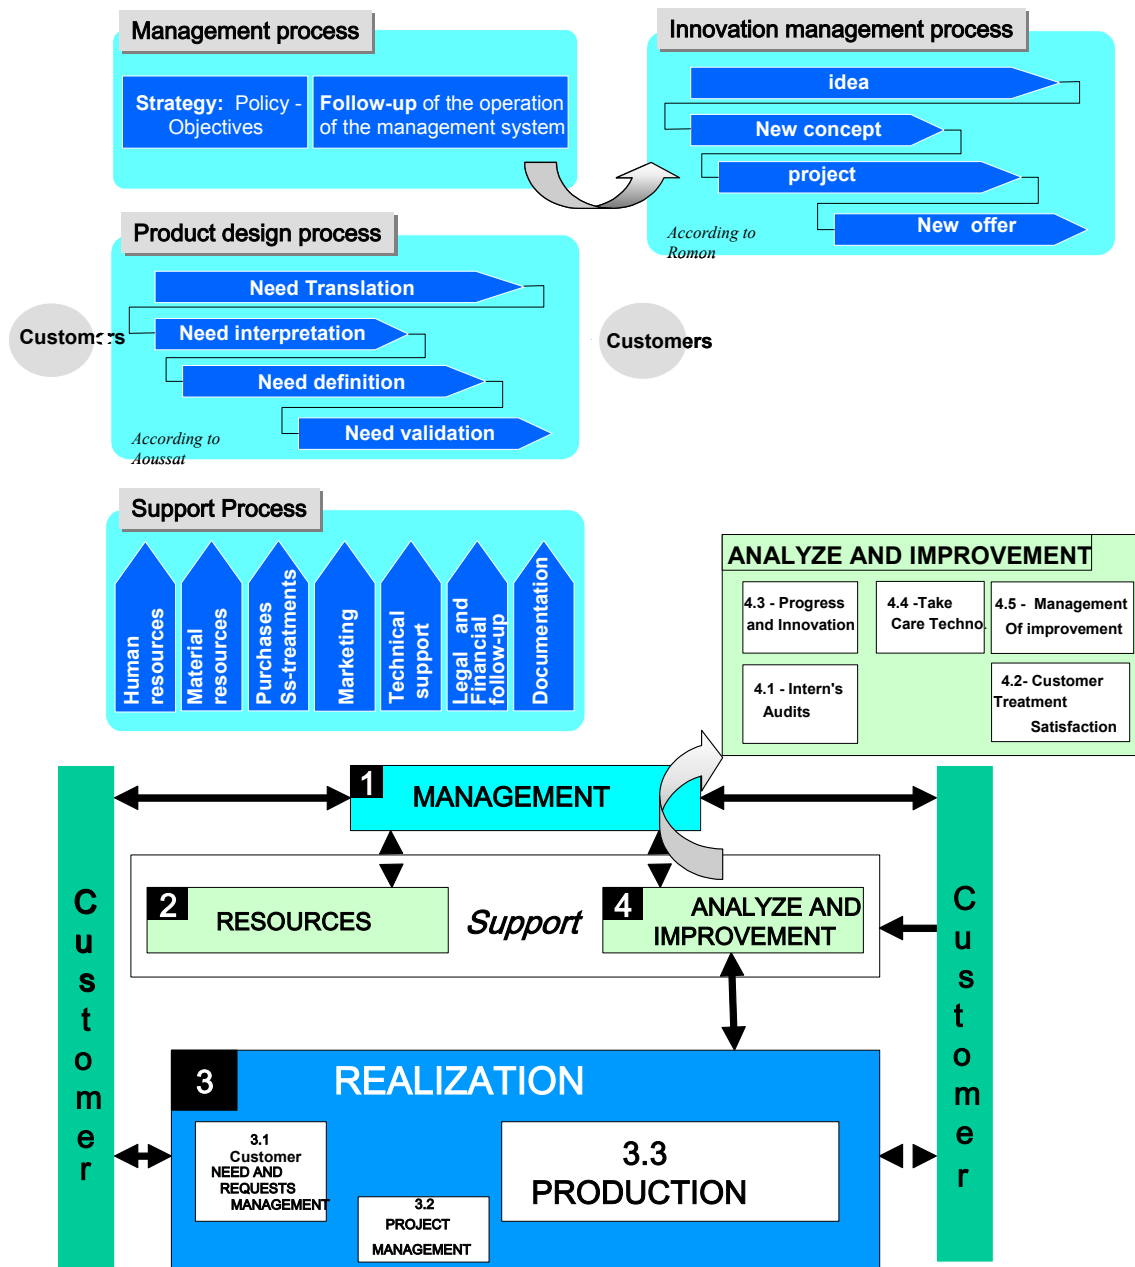 Management process
Strategy: Policy -
Objectives
Follow-up of the operation
of the management system
Innovation management process
idea
New concept
project
New offer
According to
Romon
Product design process
Need Translation
Need interpretation
Need definition
Need validation
According to
Aoussat
Customers
Customers
Support Process
Human
resources
Material
resources
Purchases
Ss-treatments
Marketing
Technical
support
Legal and
Financial
follow-up
Documentation
ANALYZE AND IMPROVEMENT
4.3 - Progress
and Innovation
4.4 -Take
Care Techno.
4.5 - Management
Of improvement
4.1 - Intern's
Audits
4.2- Customer
Treatment
Satisfaction
1
MANAGEMENT
2
RESOURCES
Support
4
ANALYZE AND
IMPROVEMENT
Customer
Customer
3
REALIZATION
3.1
Customer
NEED AND
REQUESTS
MANAGEMENT
3.2
PROJECT
MANAGEMENT
3.3
PRODUCTION